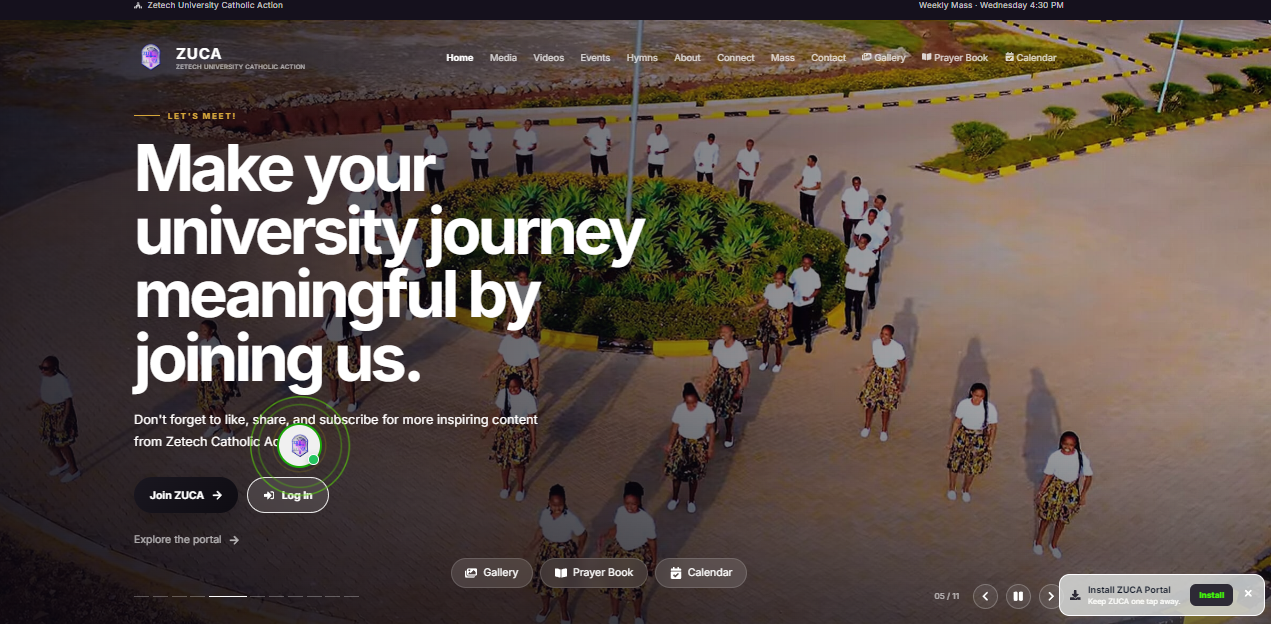 Zetech University Catholic Action
Weekly Mass · Wednesday 4:30 PM
ZUCA
ZETECH UNIVERSITY CATHOLIC ACTION
Home Media Videos Events Hymns About Connect Mass Contact Gallery Prayer Book Calendar
LET'S MEET!
Make your
university journey
meaningful by
joining us.
Don't forget to like, share, and subscribe for more inspiring content
from Zetech Catholic
Join ZUCA
Log In
Explore the portal
Gallery
Prayer Book
Calendar
05 / 11
Install ZUCA Portal
Keep ZUCA one tap away.
Install